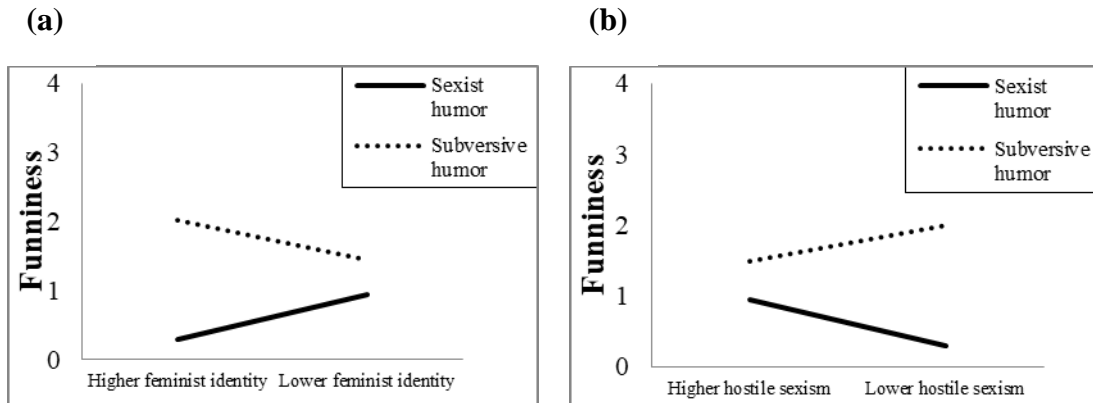 (a)
4
3
2
1
0
Funniness
Sexist
humor
Subversive
humor
Higher feminist identity
Lower feminist identity
(b)
4
3
2
1
0
Funniness
Sexist
humor
Subversive
humor
Higher hostile sexism
Lower hostile sexism